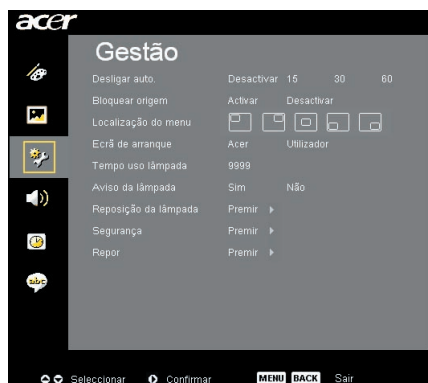 acer
Gestão
Desligar auto. Desactivar 15 30 60
Bloquear origem Activar Desactivar
Localização do menu
Ecrã de arranque Acer Utilizador
Tempo uso lâmpada 9999
Aviso da lâmpada Sim Não
Reposição da lâmpada Premir
Segurança Premir
Repor Premir
abc
Seleccionar Confirmar MENU BACK Sair